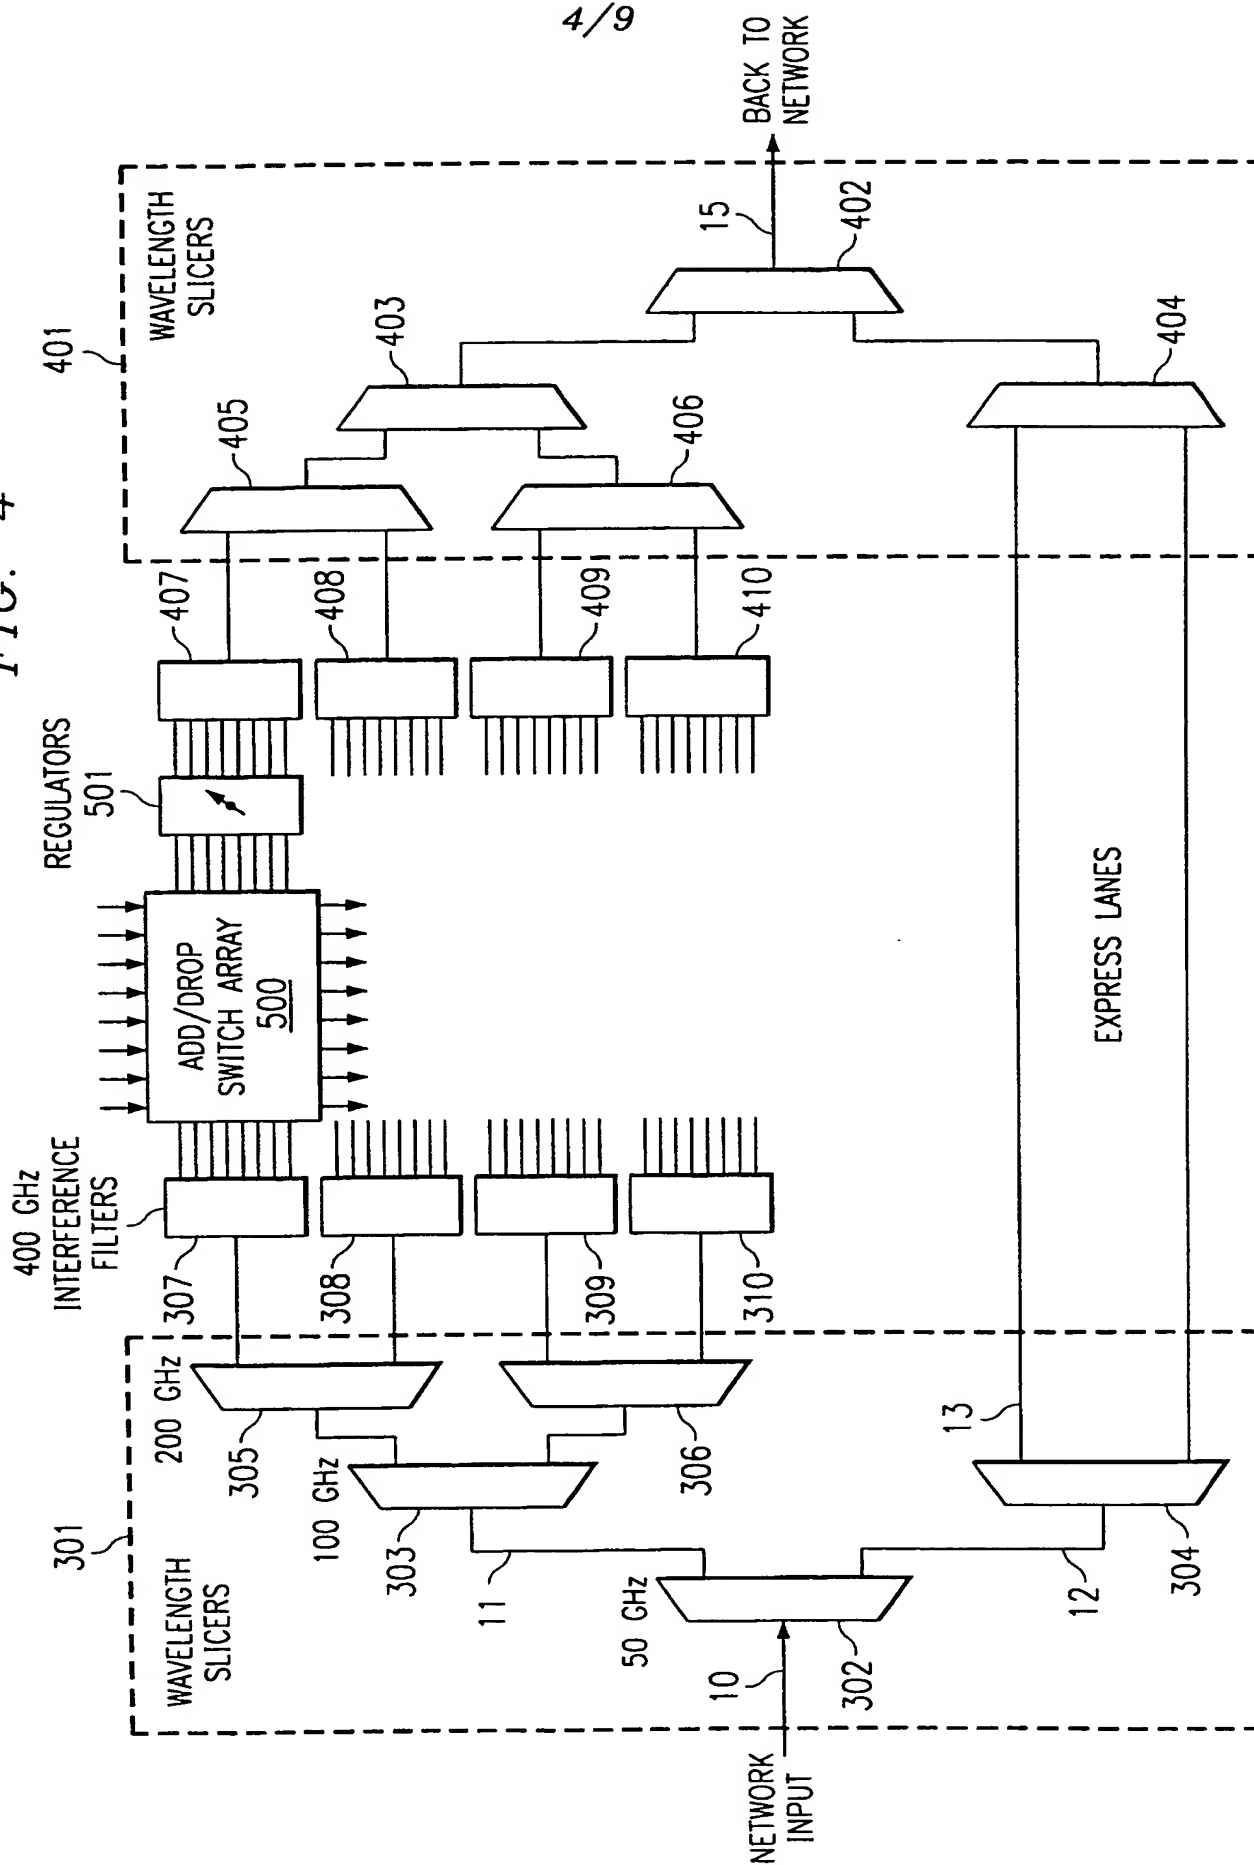 4/9
FIG. 4
301
WAVELENGTH
SLICERS
NETWORK
INPUT
10
302
50 GHz
11
12
303
100 GHz
304
13
305
200 GHz
306
400 GHz
INTERFERENCE
FILTERS
307
308
309
310
ADD/DROP
SWITCH ARRAY
500
REGULATORS
501
407
408
409
410
EXPRESS LANES
401
WAVELENGTH
SLICERS
405
406
403
404
402
15
BACK TO
NETWORK